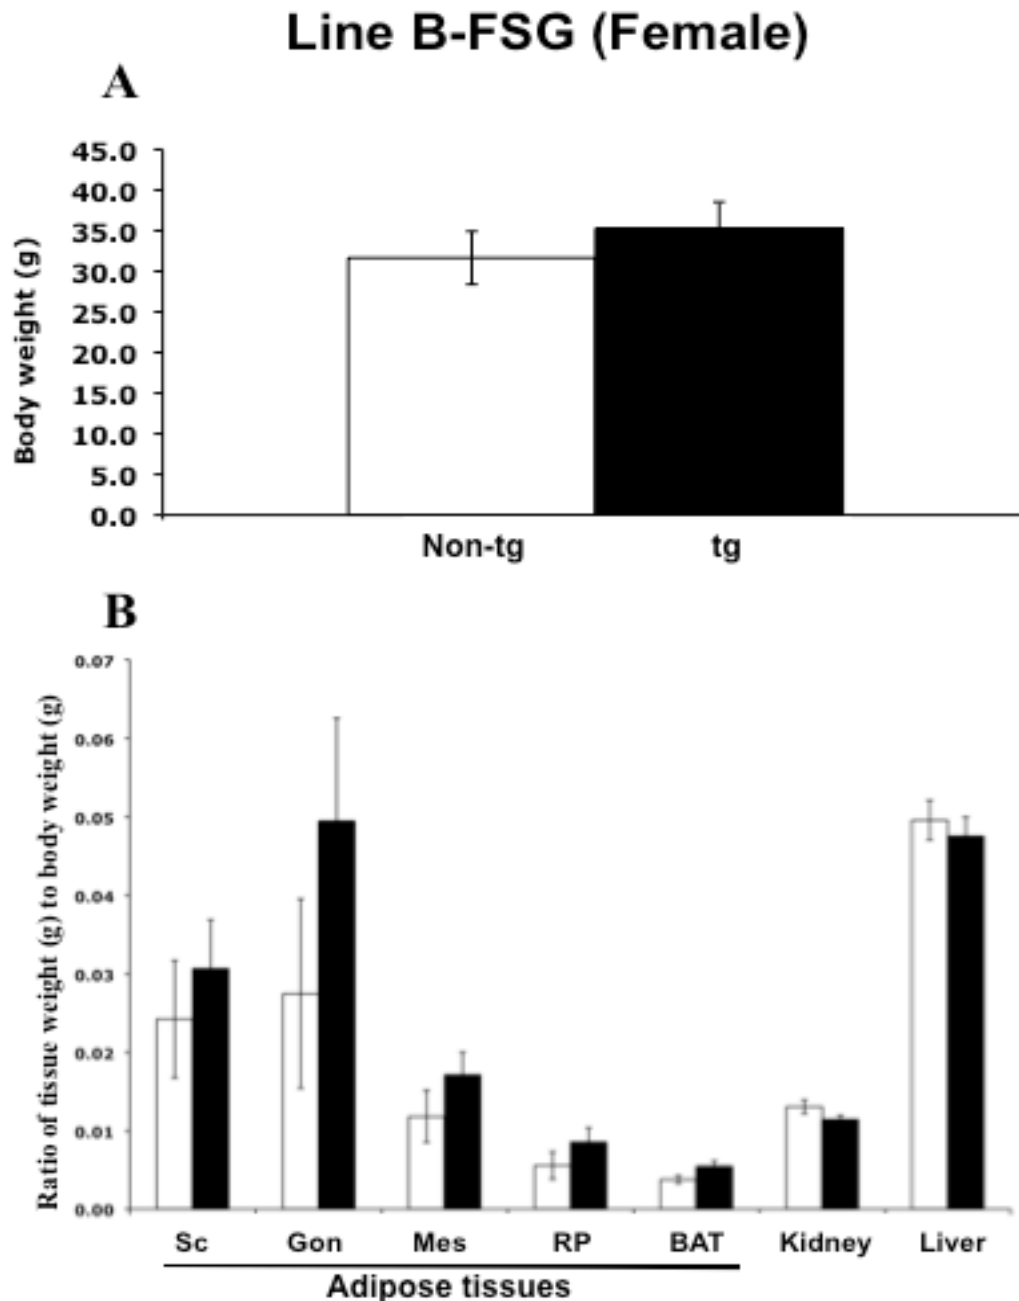 Line B-FSG (Female)
A
Body weight (g)
45.0
40.0
35.0
30.0
25.0
20.0
15.0
10.0
5.0
0.0
Non-tg tg
B
Ratio of tissue weight (g) to body weight (g)
0.07
0.06
0.05
0.04
0.03
0.02
0.01
0.00
Sc Gon Mes RP BAT Kidney Liver
Adipose tissues